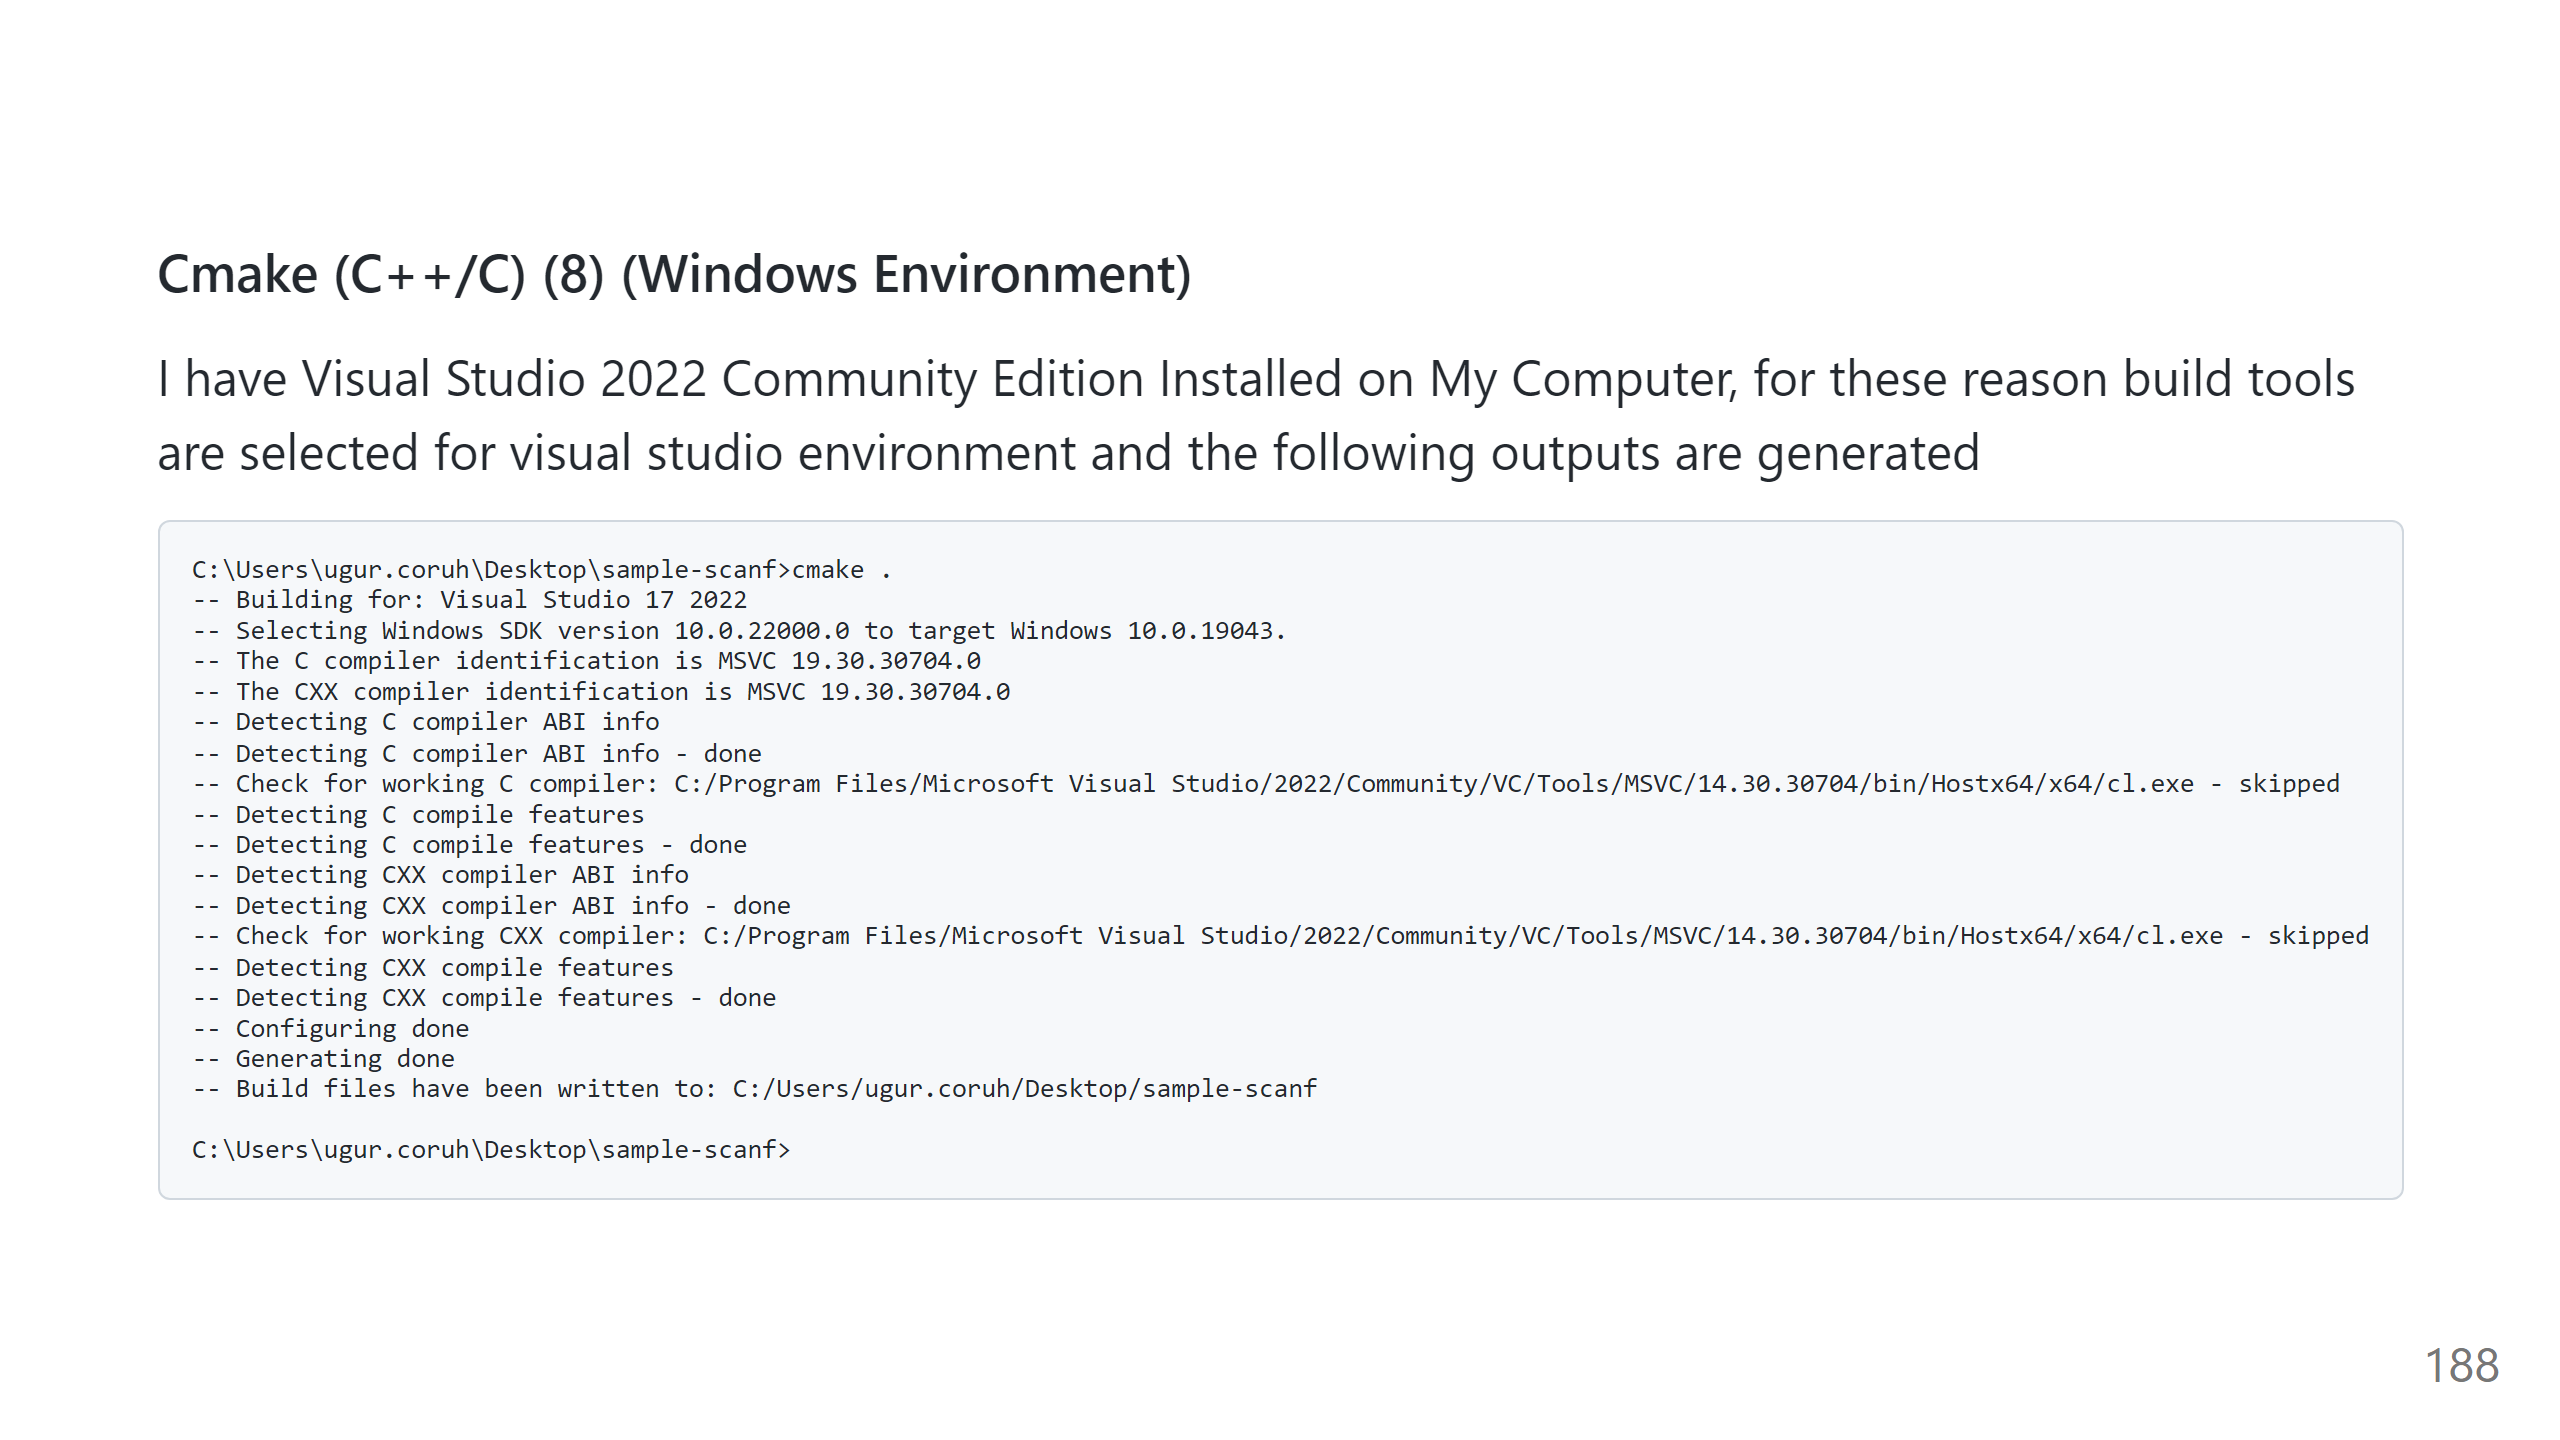 Cmake (C++/C) (8) (Windows Environment)
I have Visual Studio 2022 Community Edition Installed on My Computer, for these reason build tools
are selected for visual studio environment and the following outputs are generated
C:\Users\ugur.coruh\Desktop\sample-scanf>cmake .
-- Building for: Visual Studio 17 2022
-- Selecting Windows SDK version 10.0.22000.0 to target Windows 10.0.19043.
-- The C compiler identification is MSVC 19.30.30704.0
-- The CXX compiler identification is MSVC 19.30.30704.0
-- Detecting C compiler ABI info
-- Detecting C compiler ABI info - done
-- Check for working C compiler: C:/Program Files/Microsoft Visual Studio/2022/Community/VC/Tools/MSVC/14.30.30704/bin/Hostx64/x64/cl.exe - skipped
-- Detecting C compile features
-- Detecting C compile features - done
-- Detecting CXX compiler ABI info
-- Detecting CXX compiler ABI info - done
-- Check for working CXX compiler: C:/Program Files/Microsoft Visual Studio/2022/Community/VC/Tools/MSVC/14.30.30704/bin/Hostx64/x64/cl.exe - skipped
-- Detecting CXX compile features
-- Detecting CXX compile features - done
-- Configuring done
-- Generating done
-- Build files have been written to: C:/Users/ugur.coruh/Desktop/sample-scanf
C:\Users\ugur.coruh\Desktop\sample-scanf>
188